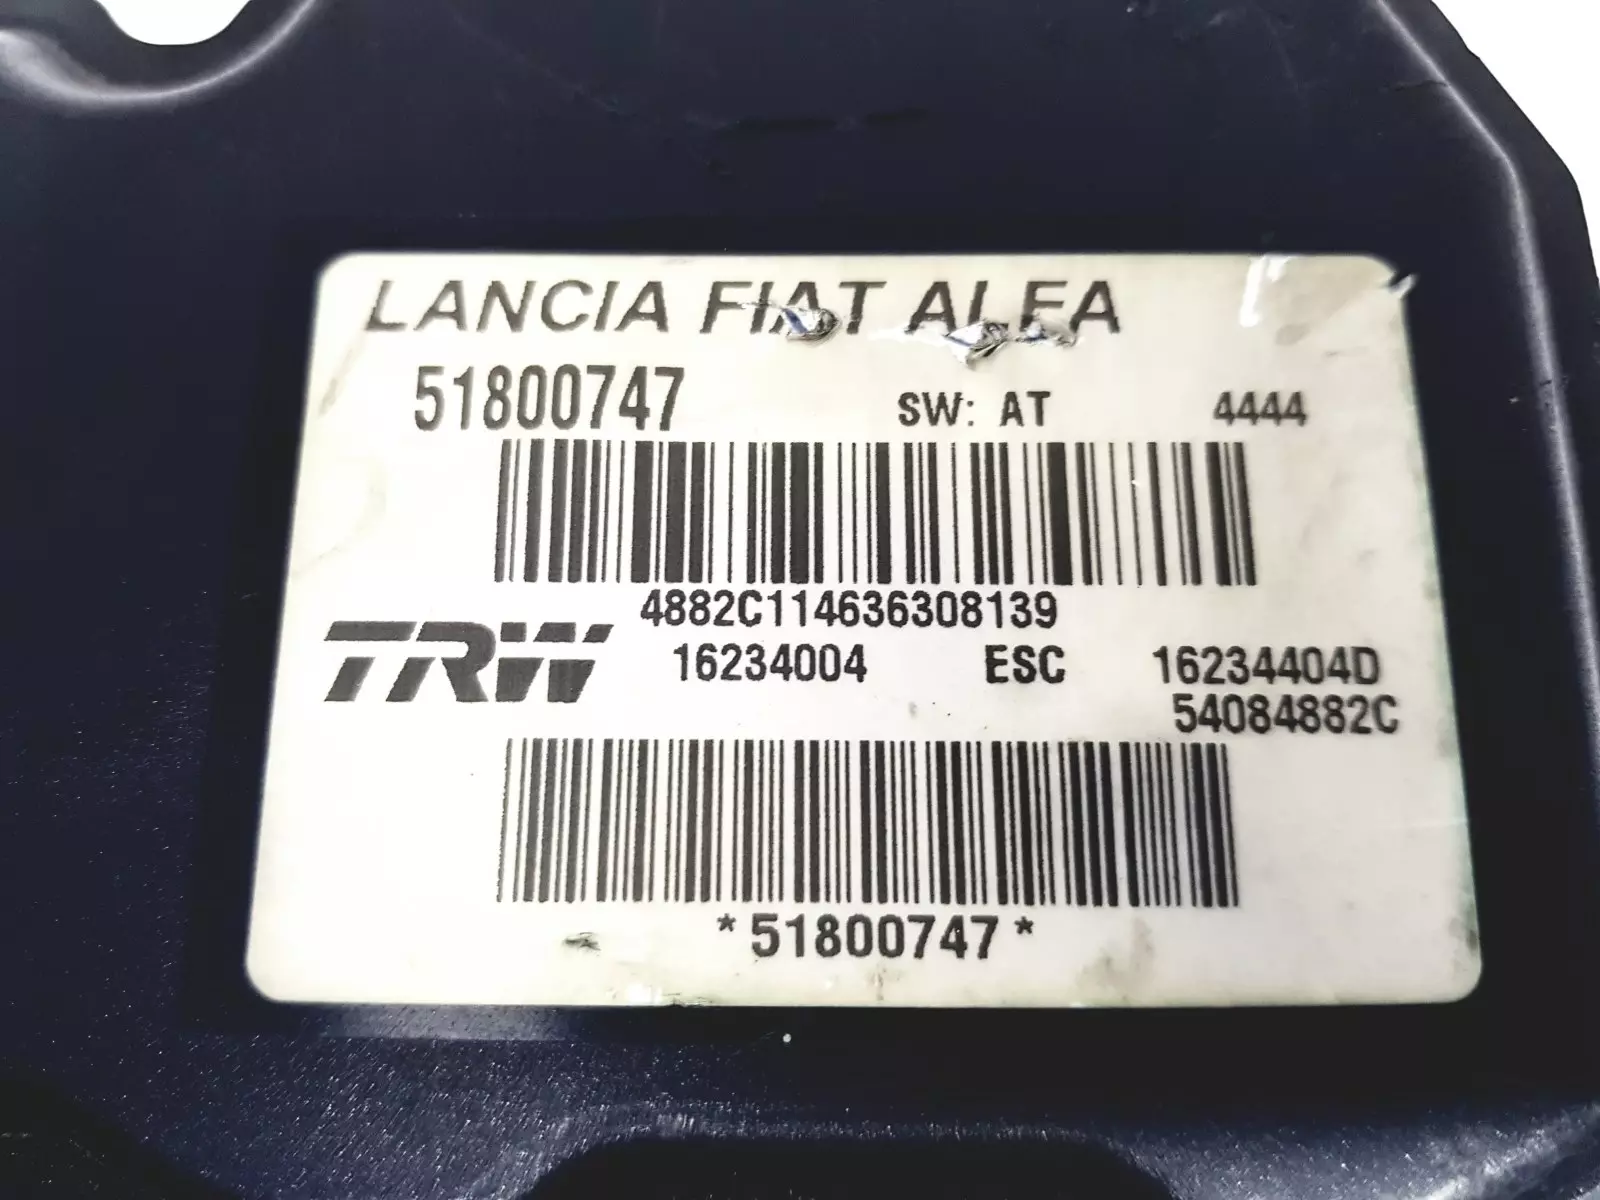 LANCIA FIAT ALFA
51800747 SW: AT 4444
4882C114636308139
TRW 16234004 ESC 16234404D
54084882C
*51800747*